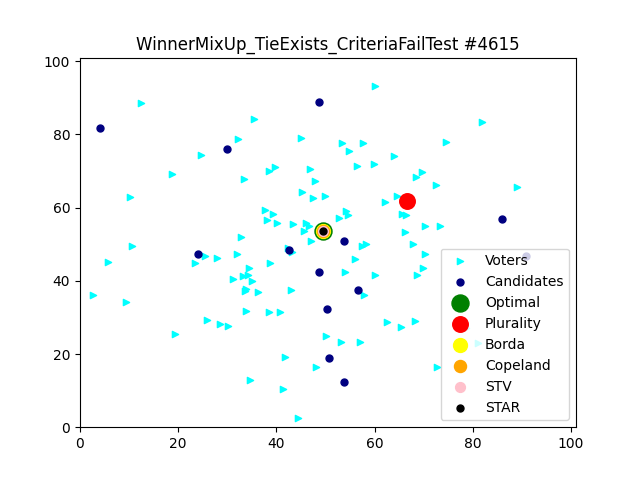 WinnerMixUp_TieExists_CriteriaFailTest #4615
100
80
60
40
20
0
0
20
40
60
80
100
Voters
Candidates
Optimal
Plurality
Borda
Copeland
STV
STAR